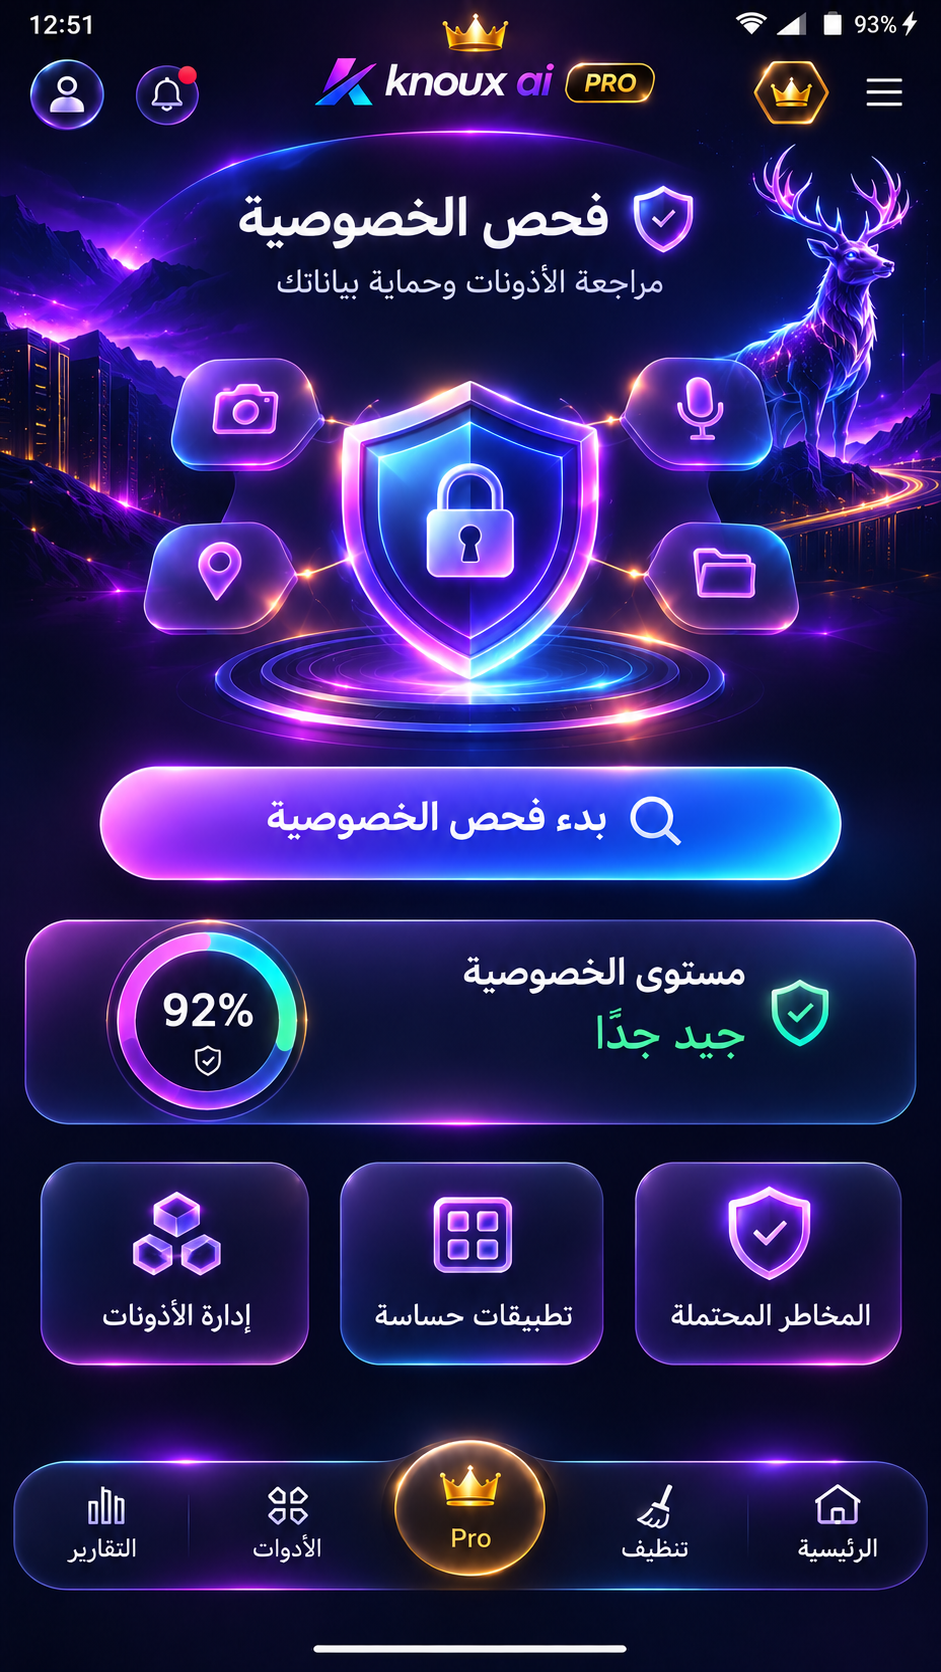 12:51
93%
knoux ai PRO
فحص الخصوصية
مراجعة الأذونات وحماية بياناتك
بدء فحص الخصوصية
مستوى الخصوصية
جيد جدًا
92%
المخاطر المحتملة
تطبيقات حساسة
إدارة الأذونات
الرئيسية
تنظيف
Pro
الأدوات
التقارير